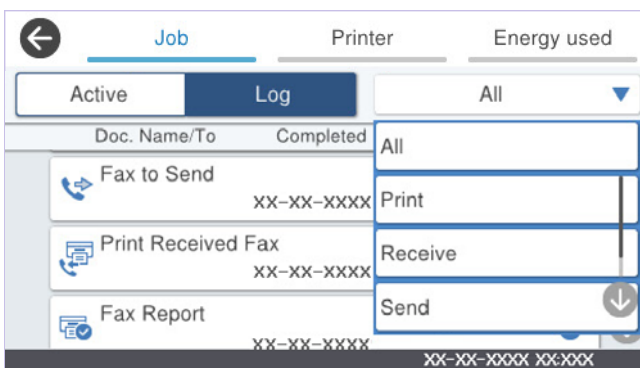 Job Printer Energy used
Active Log All
Doc. Name/To Completed
All
Fax to Send
XX-XX-XXXX
Print
Print Received Fax
XX-XX-XXXX
Receive
Fax Report
XX-XX-XXXX
Send
XX-XX-XXXX XX:XXX